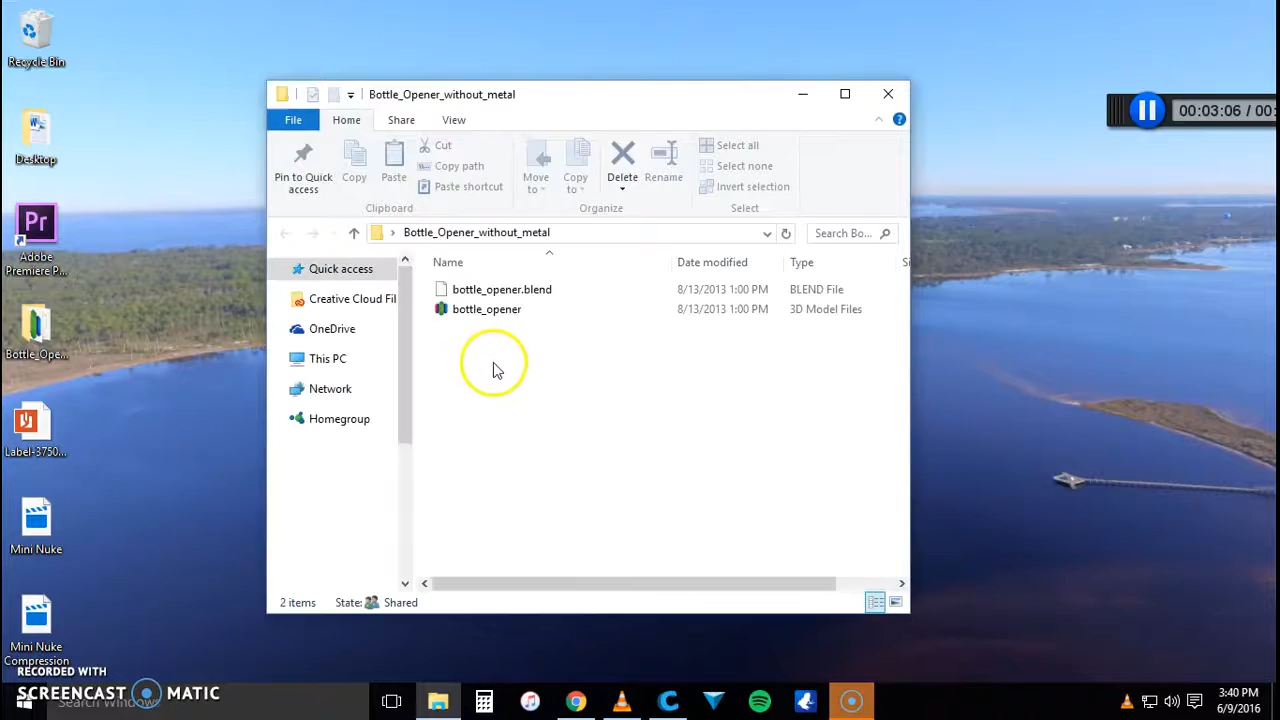 Recycle Bin
Desktop
Pr
Adobe
Premiere P...
Bottle_Ope...
Label-3750...
Mini Nuke
Mini Nuke
Compression
Bottle_Opener_without_metal
File
Home
Share
View
Pin to Quick
access
Copy
Paste
Cut
Copy path
Paste shortcut
Clipboard
Move
to
Copy
to
Delete
Rename
Organize
Select all
Select none
Invert selection
Select
Bottle_Opener_without_metal
Search Bo...
Quick access
Creative Cloud Fil
OneDrive
This PC
Network
Homegroup
Name
Date modified
Type
Si
bottle_opener.blend
8/13/2013 1:00 PM
BLEND File
bottle_opener
8/13/2013 1:00 PM
3D Model Files
2 items
State:
Shared
00:03:06 / 00:
RECORDED WITH
SCREENCAST MATIC
Search Windows
3:40 PM
6/9/2016